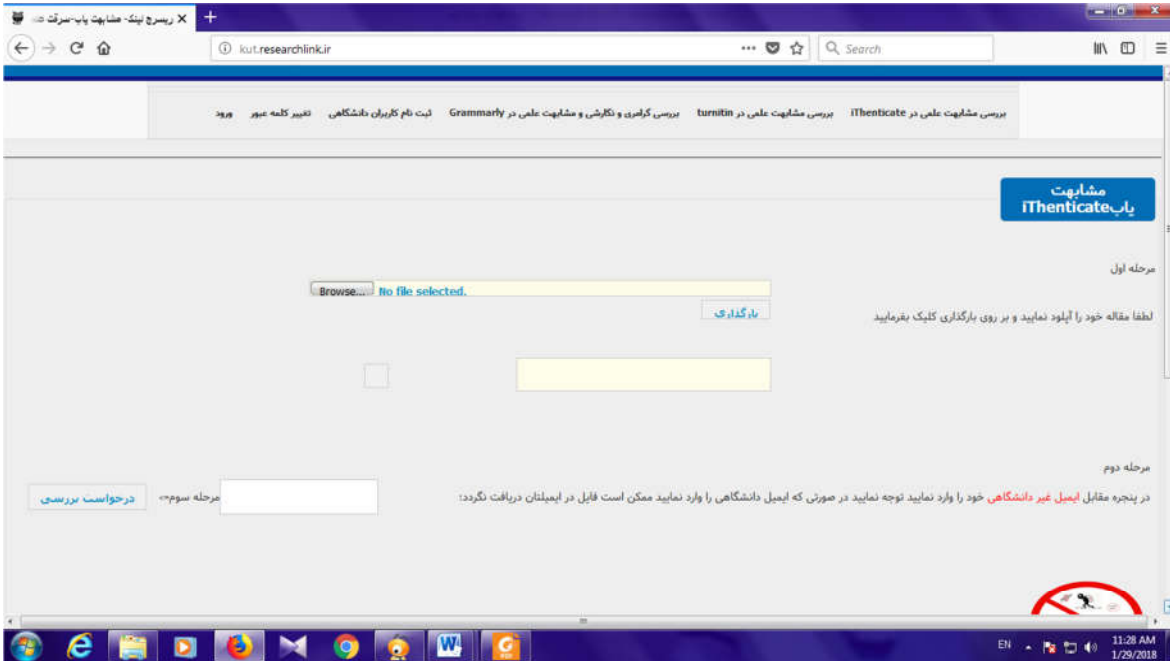 ریسرچ لینک- مشابهت یاب-سرقت
kut.researchlink.ir
Search
بررسی مشابهت علمی در iThenticate
بررسی مشابهت علمی در turnitin
بررسی گرامری و نگارشی و مشابهت علمی در Grammarly
ثبت نام کاربران دانشگاهی
تغییر کلمه عبور
ورود
مشابهت
یابiThenticate
مرحله اول
Browse... No file selected.
لطفا مقاله خود را آپلود نمایید و بر روی بارگذاری کلیک بفرمایید
بارگذاری
مرحله دوم
در پنجره مقابل ایمیل غیر دانشگاهی خود را وارد نمایید توجه نمایید در صورتی که ایمیل دانشگاهی را وارد نمایید ممکن است فایل در ایمیلتان دریافت نگردد:
مرحله سوم=>
درخواست بررسی
EN
11:28 AM
1/29/2018